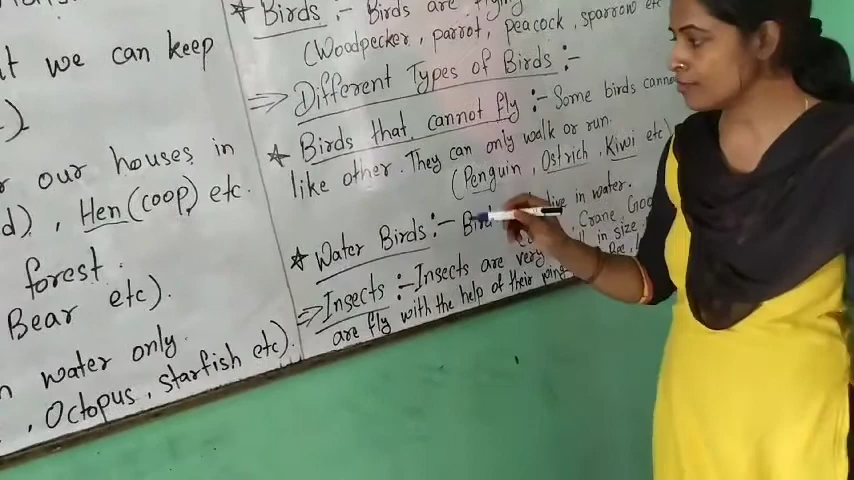 t we can keep
r our houses in
d) , Hen (coop) etc.
forest.
Bear etc).
n water only.
, Octopus, starfish etc).
★ Birds :- Birds are flying
(Woodpecker, parrot, Peacock, sparrow etc
⇒ Different Types of Birds :-
★ Birds that cannot fly :- Some birds cannot
like other. They can only walk or run.
(Penguin, Ostrich, Kiwi etc)
★ Water Birds :- Bird live in water.
Crane, Goo
⇒ Insects :- Insects are very in size.
are fly with the help of their